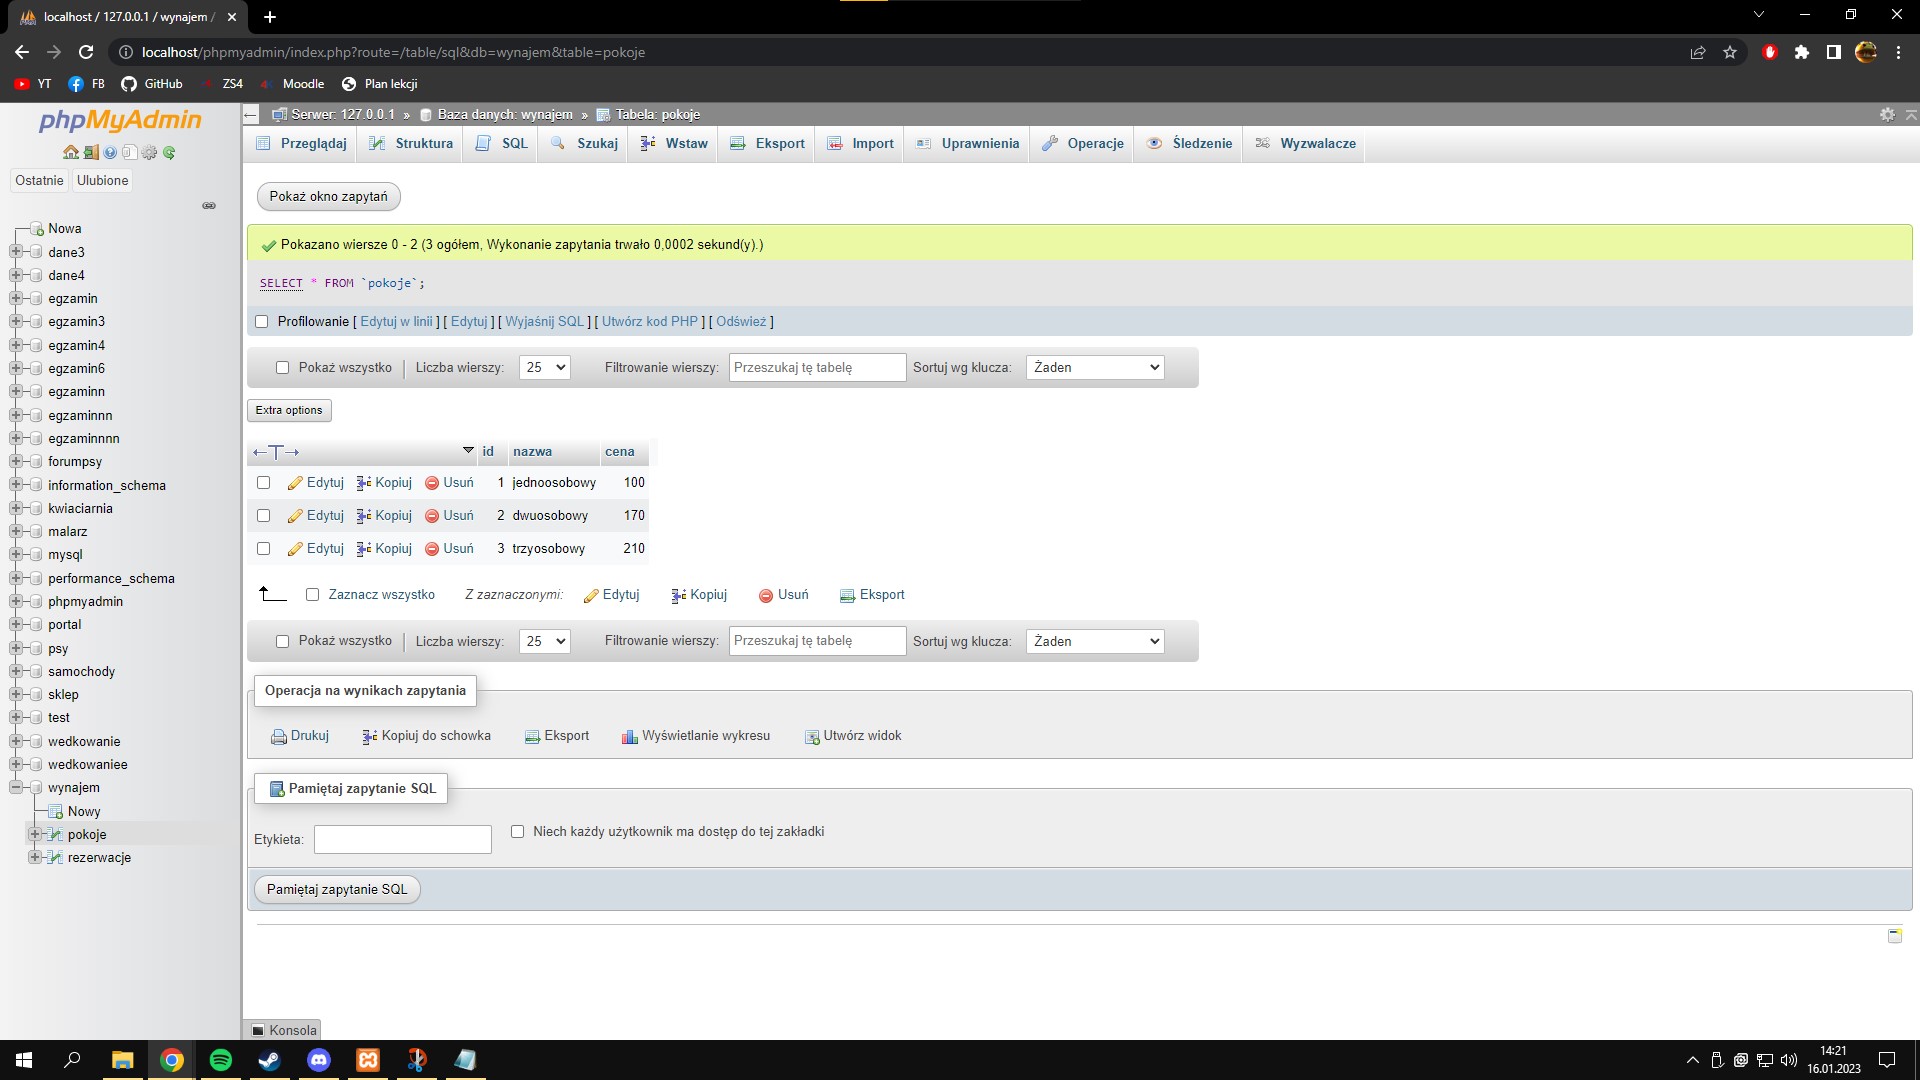 localhost / 127.0.0.1 / wynajem /
localhost/phpmyadmin/index.php?route=/table/sql&db=wynajem&table=pokoje
YT FB GitHub ZS4 Moodle Plan lekcji
phpMyAdmin
Ostatnie Ulubione
Nowa
dane3
dane4
egzamin
egzamin3
egzamin4
egzamin6
egzaminn
egzaminnn
egzaminnnn
forumpsy
information_schema
kwiaciarnia
malarz
mysql
performance_schema
phpmyadmin
portal
psy
samochody
sklep
test
wedkowanie
wedkowaniee
wynajem
Nowy
pokoje
rezerwacje
Serwer: 127.0.0.1 » Baza danych: wynajem » Tabela: pokoje
Przeglądaj Struktura SQL Szukaj Wstaw Eksport Import Uprawnienia Operacje Śledzenie Wyzwalacze
Pokaż okno zapytań
Pokazano wiersze 0 - 2 (3 ogółem, Wykonanie zapytania trwało 0,0002 sekund(y).)
SELECT * FROM `pokoje`;
Profilowanie [ Edytuj w linii ] [ Edytuj ] [ Wyjaśnij SQL ] [ Utwórz kod PHP ] [ Odśwież ]
Pokaż wszystko Liczba wierszy: 25 Filtrowanie wierszy: Przeszukaj tę tabelę Sortuj wg klucza: Żaden
Extra options
←T→ id nazwa cena
Edytuj Kopiuj Usuń 1 jednoosobowy 100
Edytuj Kopiuj Usuń 2 dwuosobowy 170
Edytuj Kopiuj Usuń 3 trzyosobowy 210
Zaznacz wszystko Z zaznaczonymi: Edytuj Kopiuj Usuń Eksport
Pokaż wszystko Liczba wierszy: 25 Filtrowanie wierszy: Przeszukaj tę tabelę Sortuj wg klucza: Żaden
Operacja na wynikach zapytania
Drukuj Kopiuj do schowka Eksport Wyświetlanie wykresu Utwórz widok
Pamiętaj zapytanie SQL
Etykieta: Niech każdy użytkownik ma dostęp do tej zakładki
Pamiętaj zapytanie SQL
Konsola
14:21
16.01.2023